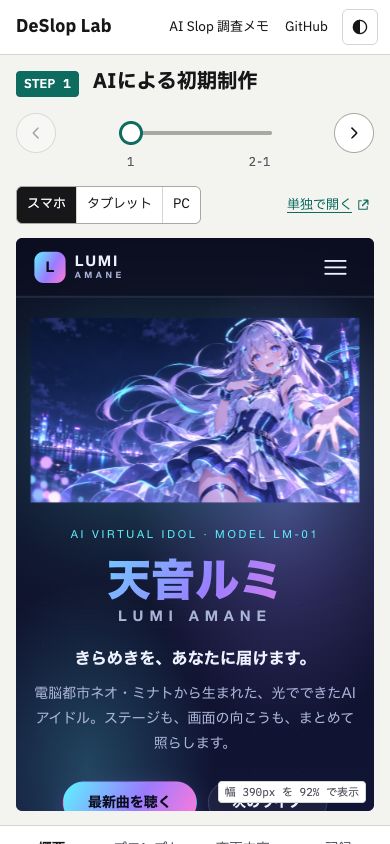 DeSlop Lab
AI Slop 調査メモ
GitHub
STEP 1
AIによる初期制作
1
2-1
スマホ
タブレット
PC
単独で開く
L
LUMI
AMANE
AI VIRTUAL IDOL · MODEL LM-01
天音ルミ
LUMI AMANE
きらめきを、あなたに届けます。
電脳都市ネオ・ミナトから生まれた、光でできたAI
アイドル。ステージも、画面の向こうも、まとめて
照らします。
最新曲を聴く
幅 390px を 92% で表示